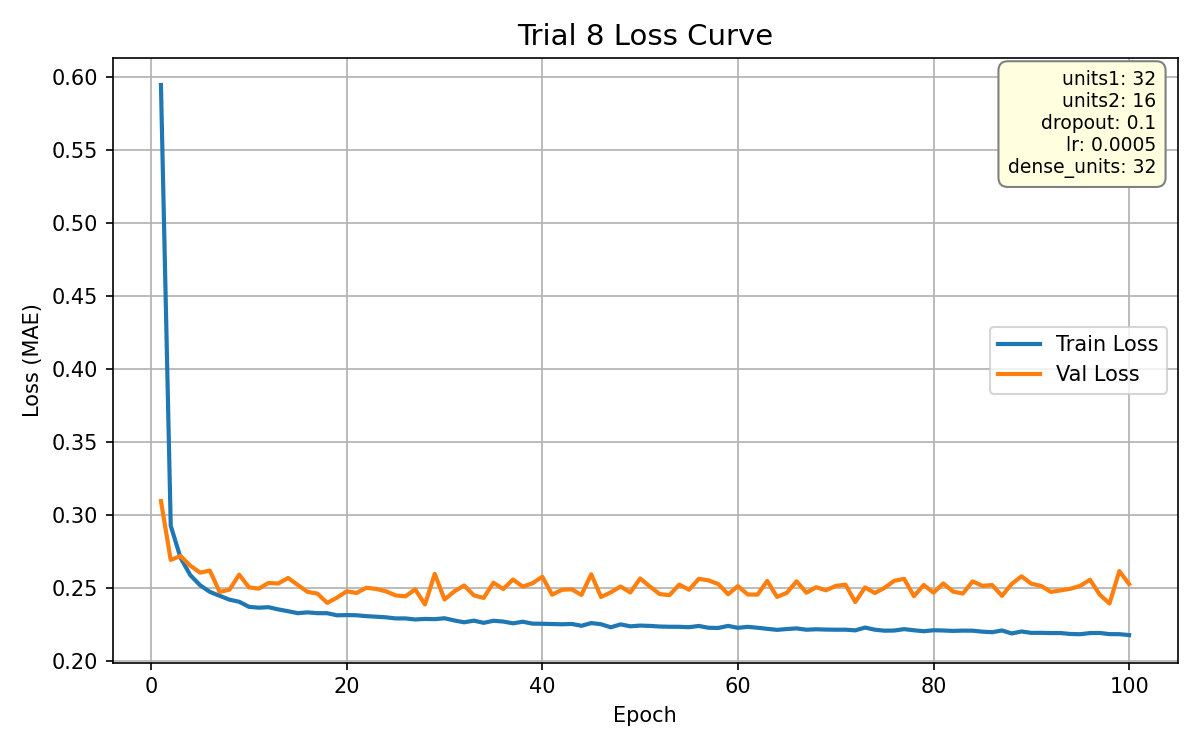 Trial 8 Loss Curve
units1: 32
units2: 16
dropout: 0.1
lr: 0.0005
dense_units: 32
Train Loss
Val Loss
Loss (MAE)
0.60
0.55
0.50
0.45
0.40
0.35
0.30
0.25
0.20
0 20 40 60 80 100
Epoch